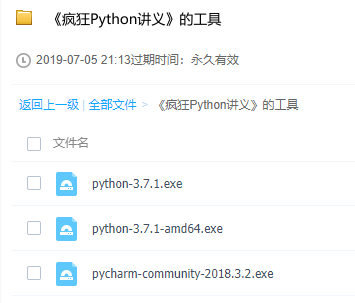 《疯狂Python讲义》的工具
2019-07-05 21:13过期时间：永久有效
返回上一级 | 全部文件 > 《疯狂Python讲义》的工具
文件名
python-3.7.1.exe
python-3.7.1-amd64.exe
pycharm-community-2018.3.2.exe